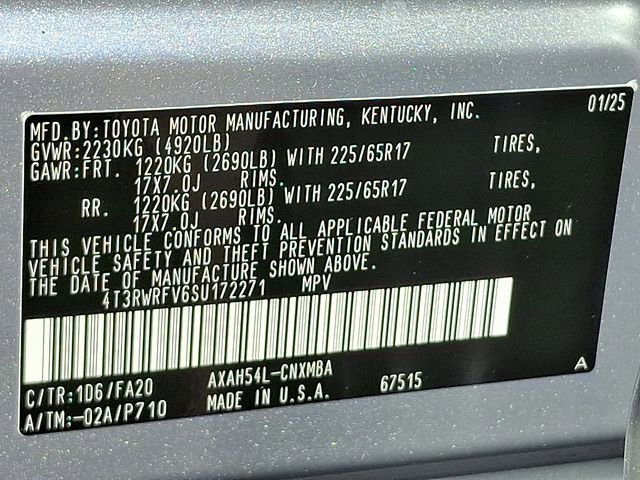 MFD.BY:TOYOTA MOTOR MANUFACTURING, KENTUCKY, INC. 01/25
GVWR:2230KG (4920LB)
GAWR:FRT. 1220KG (2690LB) WITH 225/65R17 TIRES,
17X7.0J RIMS.
RR. 1220KG (2690LB) WITH 225/65R17 TIRES,
17X7.0J RIMS.
THIS VEHICLE CONFORMS TO ALL APPLICABLE FEDERAL MOTOR
VEHICLE SAFETY AND THEFT PREVENTION STANDARDS IN EFFECT ON
THE DATE OF MANUFACTURE SHOWN ABOVE.
4T3RWRFV6SU172271 MPV
C/TR:1D6/FA20 AXAH54L-CNXMBA
A/TM:-02A/P710 MADE IN U.S.A. 67515 A